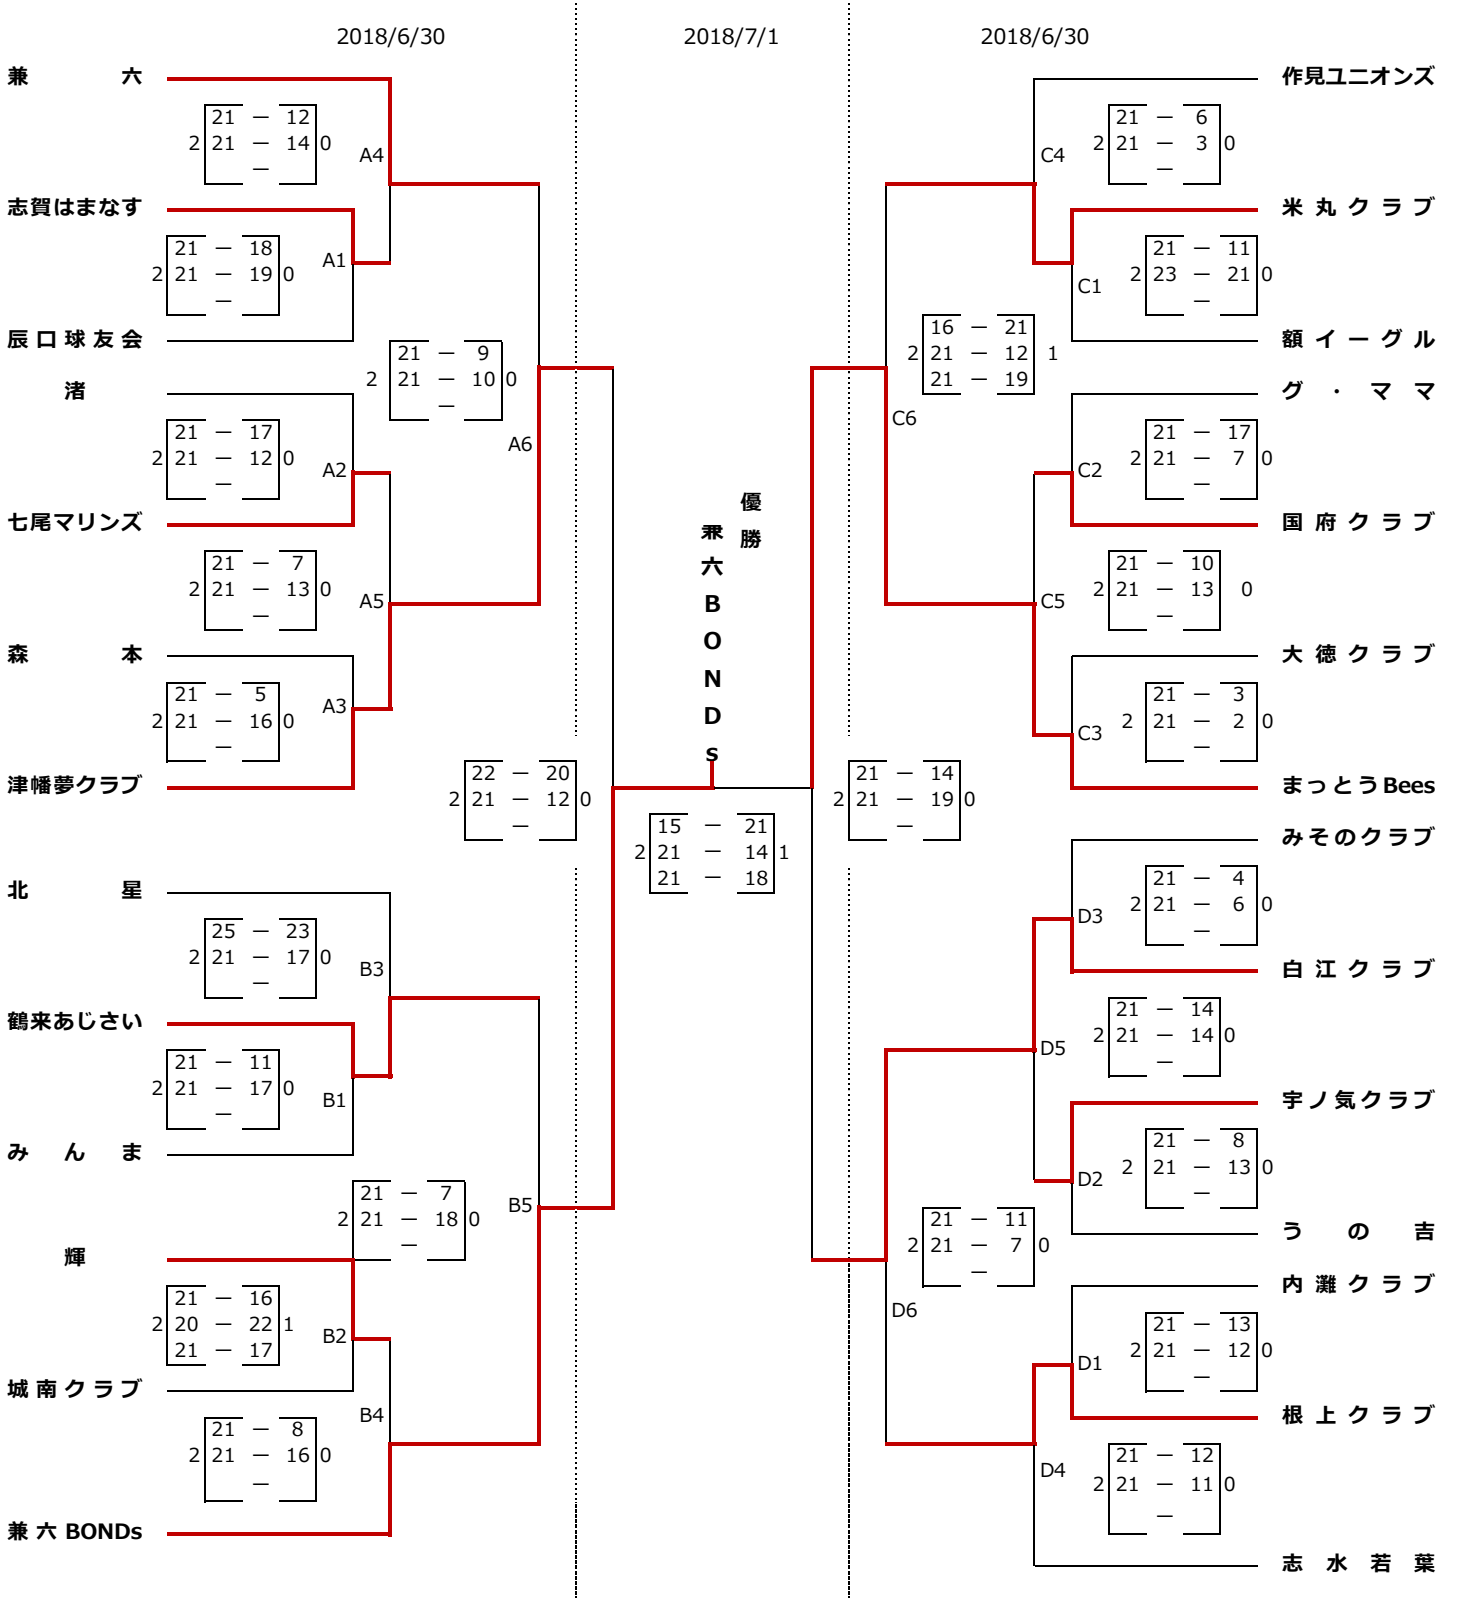 2018/6/30
2018/7/1
2018/6/30
兼六
21 － 12
2 21 － 14 0
－
A4
志賀はまなす
21 － 18
2 21 － 19 0
－
A1
辰口球友会
21 － 9
2 21 － 10 0
－
A6
渚
21 － 17
2 21 － 12 0
－
A2
七尾マリンズ
21 － 7
2 21 － 13 0
－
A5
森本
21 － 5
2 21 － 16 0
－
A3
津幡夢クラブ
22 － 20
2 21 － 12 0
－
北星
25 － 23
2 21 － 17 0
－
B3
鶴来あじさい
21 － 11
2 21 － 17 0
－
B1
みんま
21 － 7
2 21 － 18 0
－
B5
輝
21 － 16
2 20 － 22 1
21 － 17
B2
城南クラブ
21 － 8
2 21 － 16 0
－
B4
兼六 BONDs
優勝
兼六BONDs
15 － 21
2 21 － 14 1
21 － 18
作見ユニオンズ
21 － 6
2 21 － 3 0
－
C4
米丸クラブ
21 － 11
2 23 － 21 0
－
C1
額イーグル
16 － 21
2 21 － 12 1
21 － 19
C6
グ・ママ
21 － 17
2 21 － 7 0
－
C2
国府クラブ
21 － 10
2 21 － 13 0
－
C5
大徳クラブ
21 － 3
2 21 － 2 0
－
C3
まっとうBees
21 － 14
2 21 － 19 0
－
みそのクラブ
21 － 4
2 21 － 6 0
－
D3
白江クラブ
21 － 14
2 21 － 14 0
－
D5
宇ノ気クラブ
21 － 8
2 21 － 13 0
－
D2
うの吉
21 － 11
2 21 － 7 0
－
D6
内灘クラブ
21 － 13
2 21 － 12 0
－
D1
根上クラブ
21 － 12
2 21 － 11 0
－
D4
志水若葉